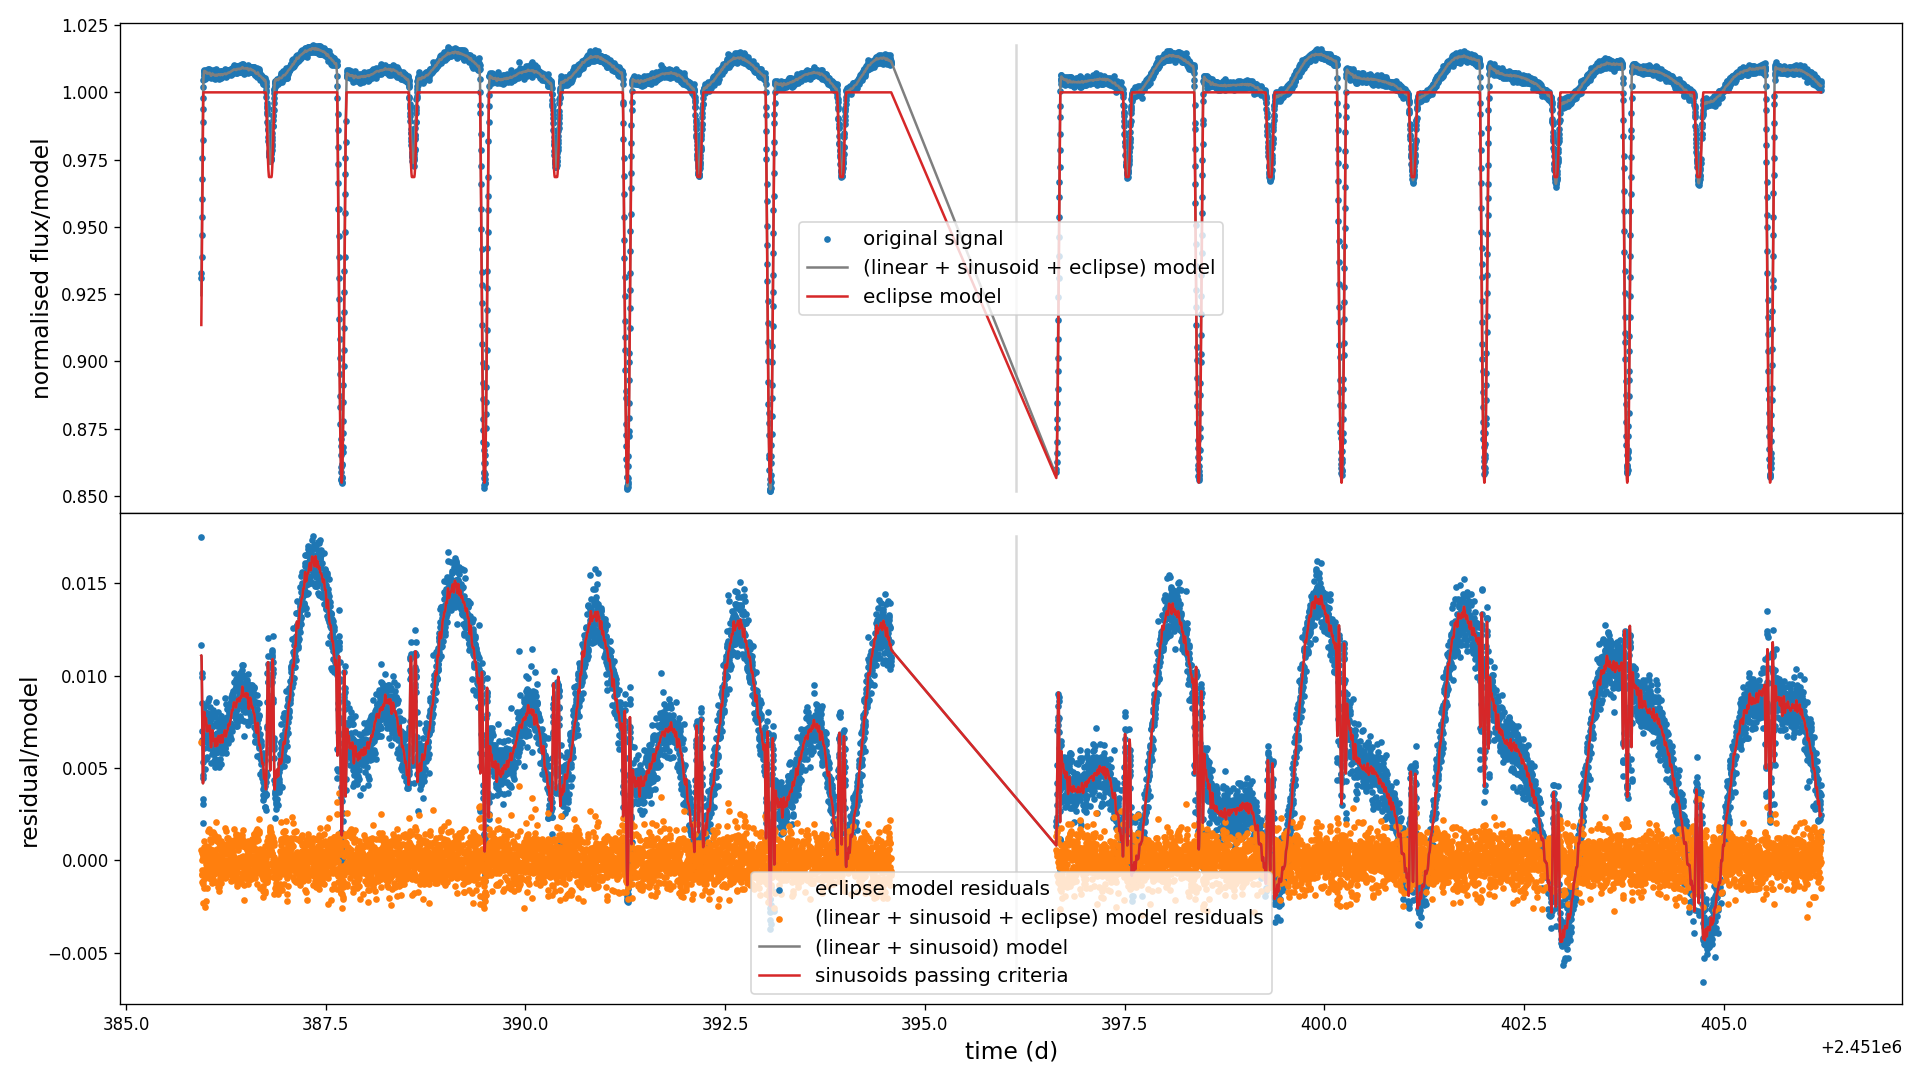 1.025
1.000
0.975
0.950
0.925
0.900
0.875
0.850
normalised flux/model
original signal
(linear + sinusoid + eclipse) model
eclipse model
0.015
0.010
0.005
0.000
−0.005
residual/model
eclipse model residuals
(linear + sinusoid + eclipse) model residuals
(linear + sinusoid) model
sinusoids passing criteria
385.0 387.5 390.0 392.5 395.0 397.5 400.0 402.5 405.0
time (d)
+2.451e6